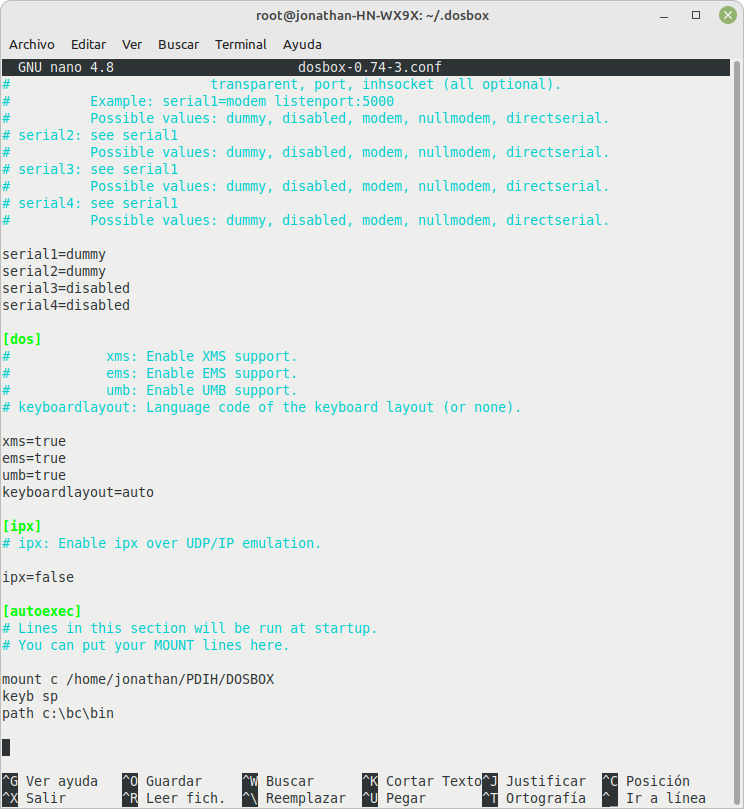 root@jonathan-HN-WX9X: ~/.dosbox
Archivo Editar Ver Buscar Terminal Ayuda
GNU nano 4.8 dosbox-0.74-3.conf
# transparent, port, inhsocket (all optional).
# Example: serial1=modem listenport:5000
# Possible values: dummy, disabled, modem, nullmodem, directserial.
# serial2: see serial1
# Possible values: dummy, disabled, modem, nullmodem, directserial.
# serial3: see serial1
# Possible values: dummy, disabled, modem, nullmodem, directserial.
# serial4: see serial1
# Possible values: dummy, disabled, modem, nullmodem, directserial.
serial1=dummy
serial2=dummy
serial3=disabled
serial4=disabled
[dos]
# xms: Enable XMS support.
# ems: Enable EMS support.
# umb: Enable UMB support.
# keyboardlayout: Language code of the keyboard layout (or none).
xms=true
ems=true
umb=true
keyboardlayout=auto
[ipx]
# ipx: Enable ipx over UDP/IP emulation.
ipx=false
[autoexec]
# Lines in this section will be run at startup.
# You can put your MOUNT lines here.
mount c /home/jonathan/PDIH/DOSBOX
keyb sp
path c:\bc\bin
^G Ver ayuda ^O Guardar ^W Buscar ^K Cortar Texto ^J Justificar ^C Posición
^X Salir ^R Leer fich. ^\ Reemplazar ^U Pegar ^T Ortografía ^_ Ir a línea